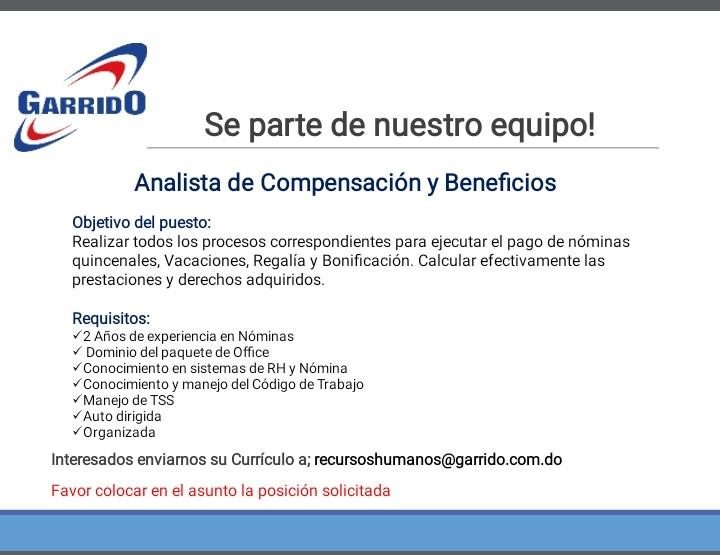 GARRIDO
Se parte de nuestro equipo!
Analista de Compensación y Beneficios
Objetivo del puesto:
Realizar todos los procesos correspondientes para ejecutar el pago de nóminas
quincenales, Vacaciones, Regalía y Bonificación. Calcular efectivamente las
prestaciones y derechos adquiridos.
Requisitos:
✓2 Años de experiencia en Nóminas
✓ Dominio del paquete de Office
✓Conocimiento en sistemas de RH y Nómina
✓Conocimiento y manejo del Código de Trabajo
✓Manejo de TSS
✓Auto dirigida
✓Organizada
Interesados enviarnos su Currículo a; recursoshumanos@garrido.com.do
Favor colocar en el asunto la posición solicitada